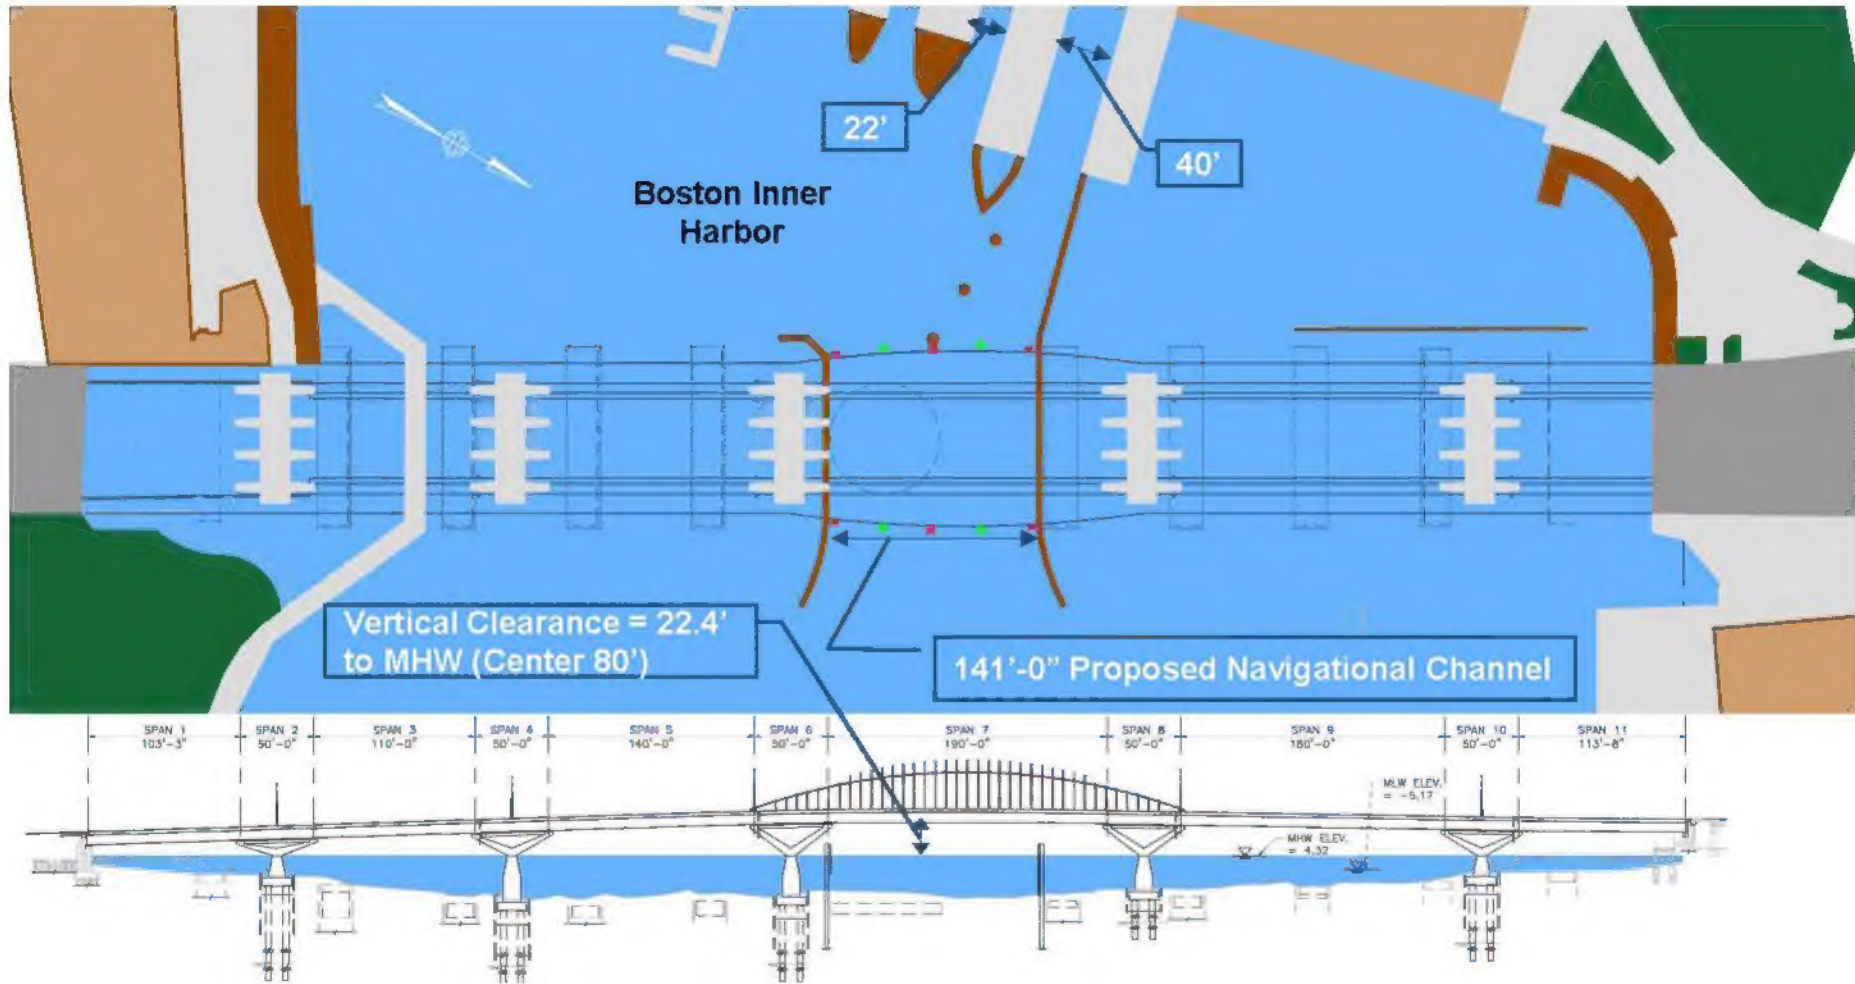 22'
40'
Boston Inner
Harbor
Vertical Clearance = 22.4'
to MHW (Center 80')
141'-0" Proposed Navigational Channel
SPAN 1
103'-3"
SPAN 2
50'-0"
SPAN 3
110'-0"
SPAN 4
50'-0"
SPAN 5
140'-0"
SPAN 6
50'-0"
SPAN 7
190'-0"
SPAN 8
50'-0"
SPAN 9
180'-0"
SPAN 10
50'-0"
SPAN 11
113'-8"
MLW ELEV.
= -5.17
MHW ELEV.
= 4.32